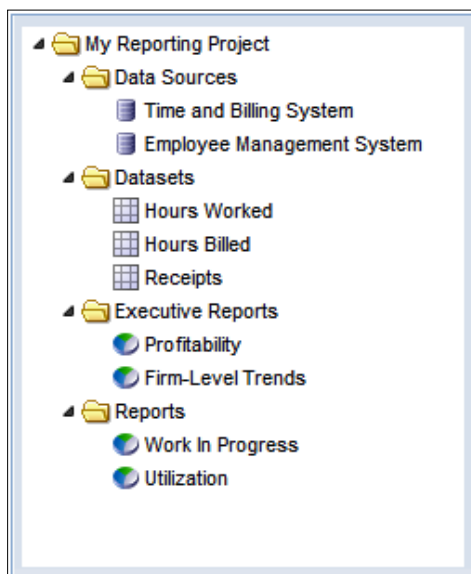 My Reporting Project
Data Sources
Time and Billing System
Employee Management System
Datasets
Hours Worked
Hours Billed
Receipts
Executive Reports
Profitability
Firm-Level Trends
Reports
Work In Progress
Utilization